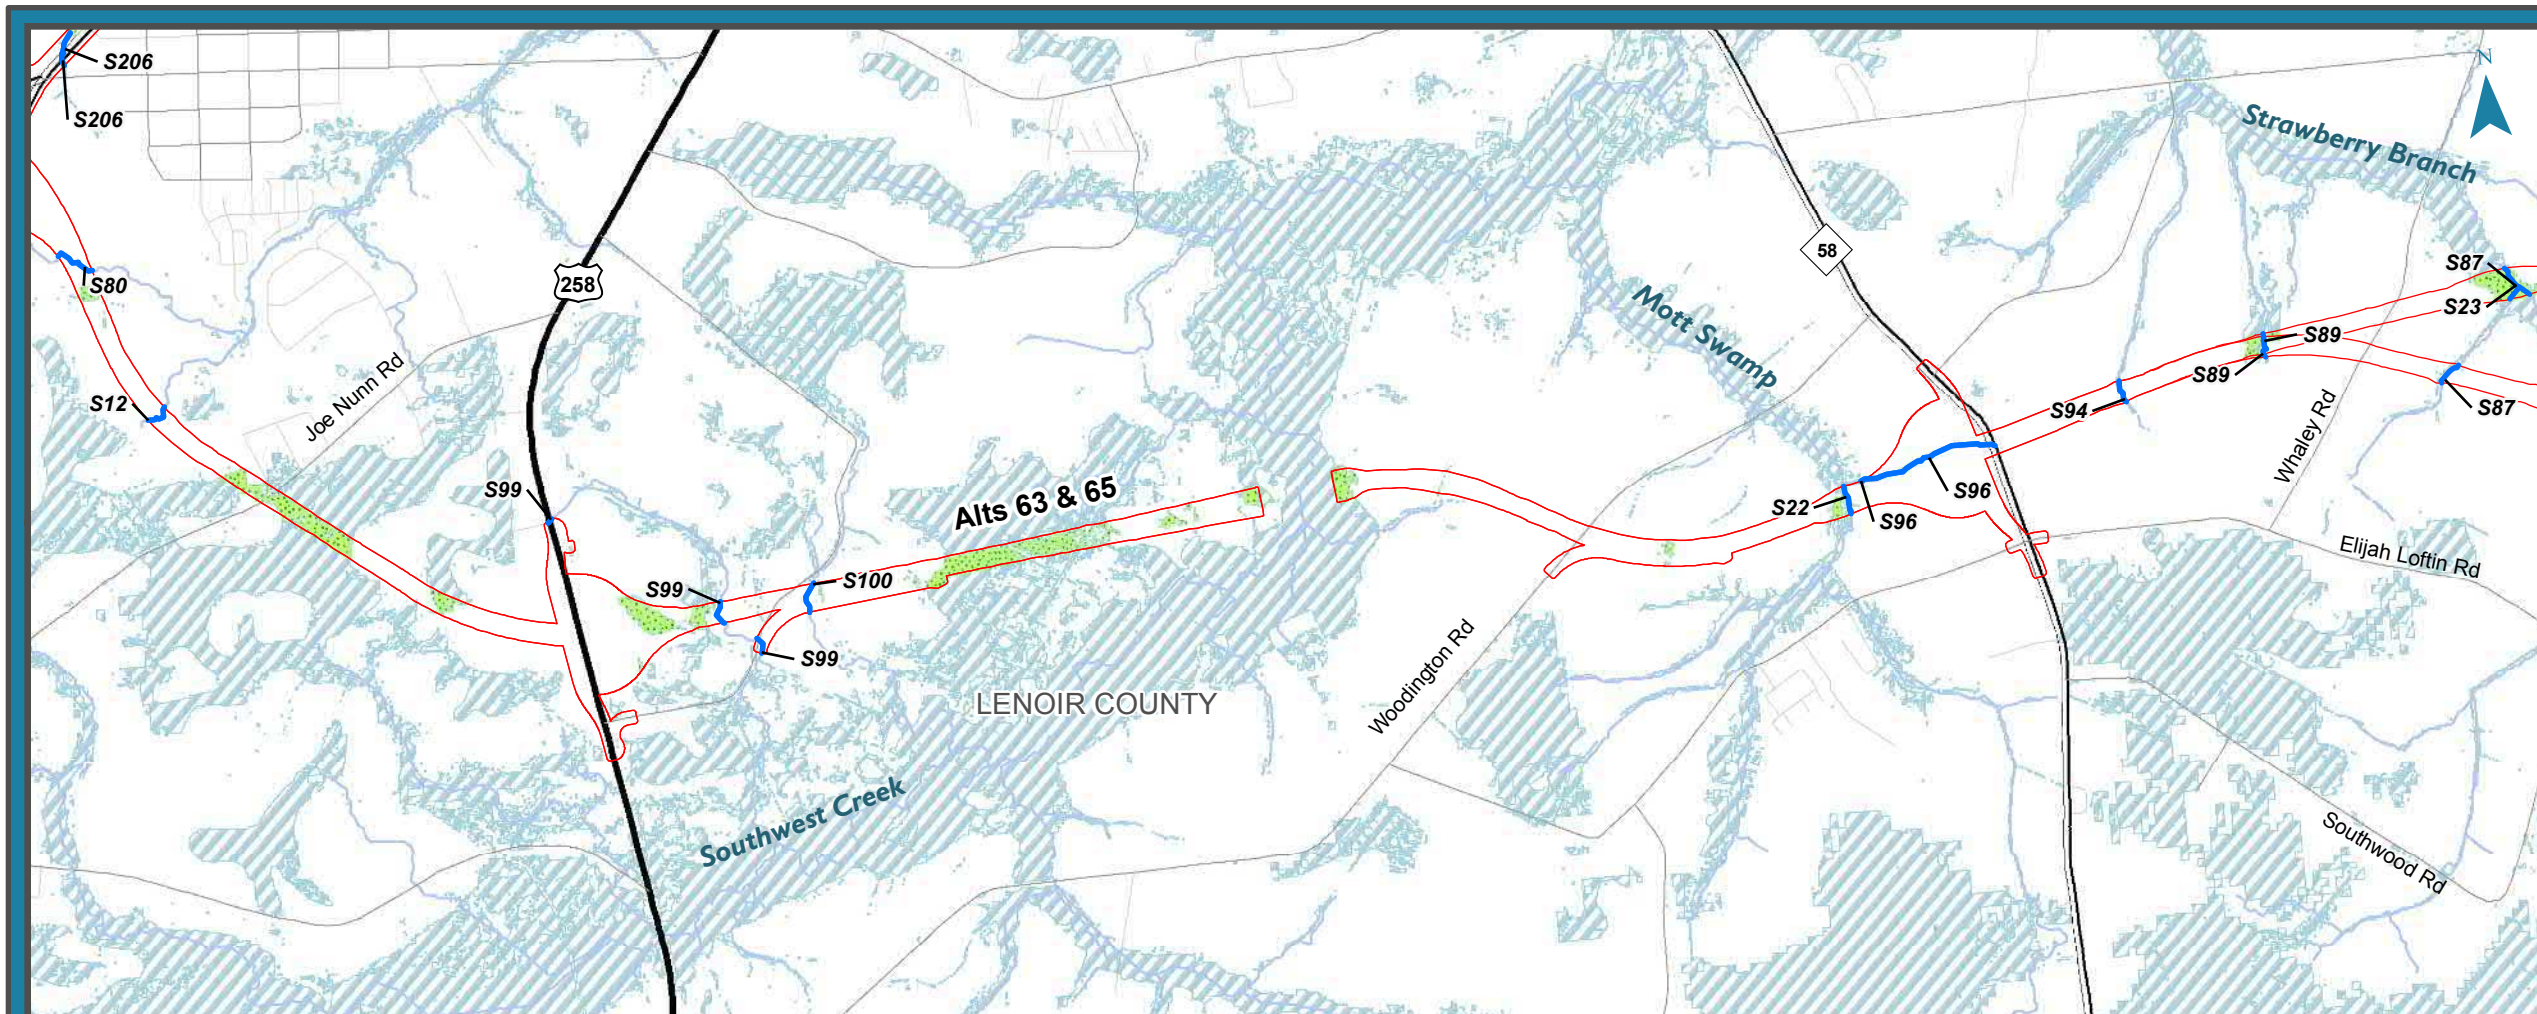 S206
S206
N
Strawberry Branch
58
S80
258
S87
S23
Mott Swamp
S89
S89
S12
Joe Nunn Rd
S94
S87
Whaley Rd
S99
Alts 63 & 65
S96
S22
S96
Elijah Loftin Rd
S99
S100
S99
Woodington Rd
LENOIR COUNTY
Southwest Creek
Southwood Rd